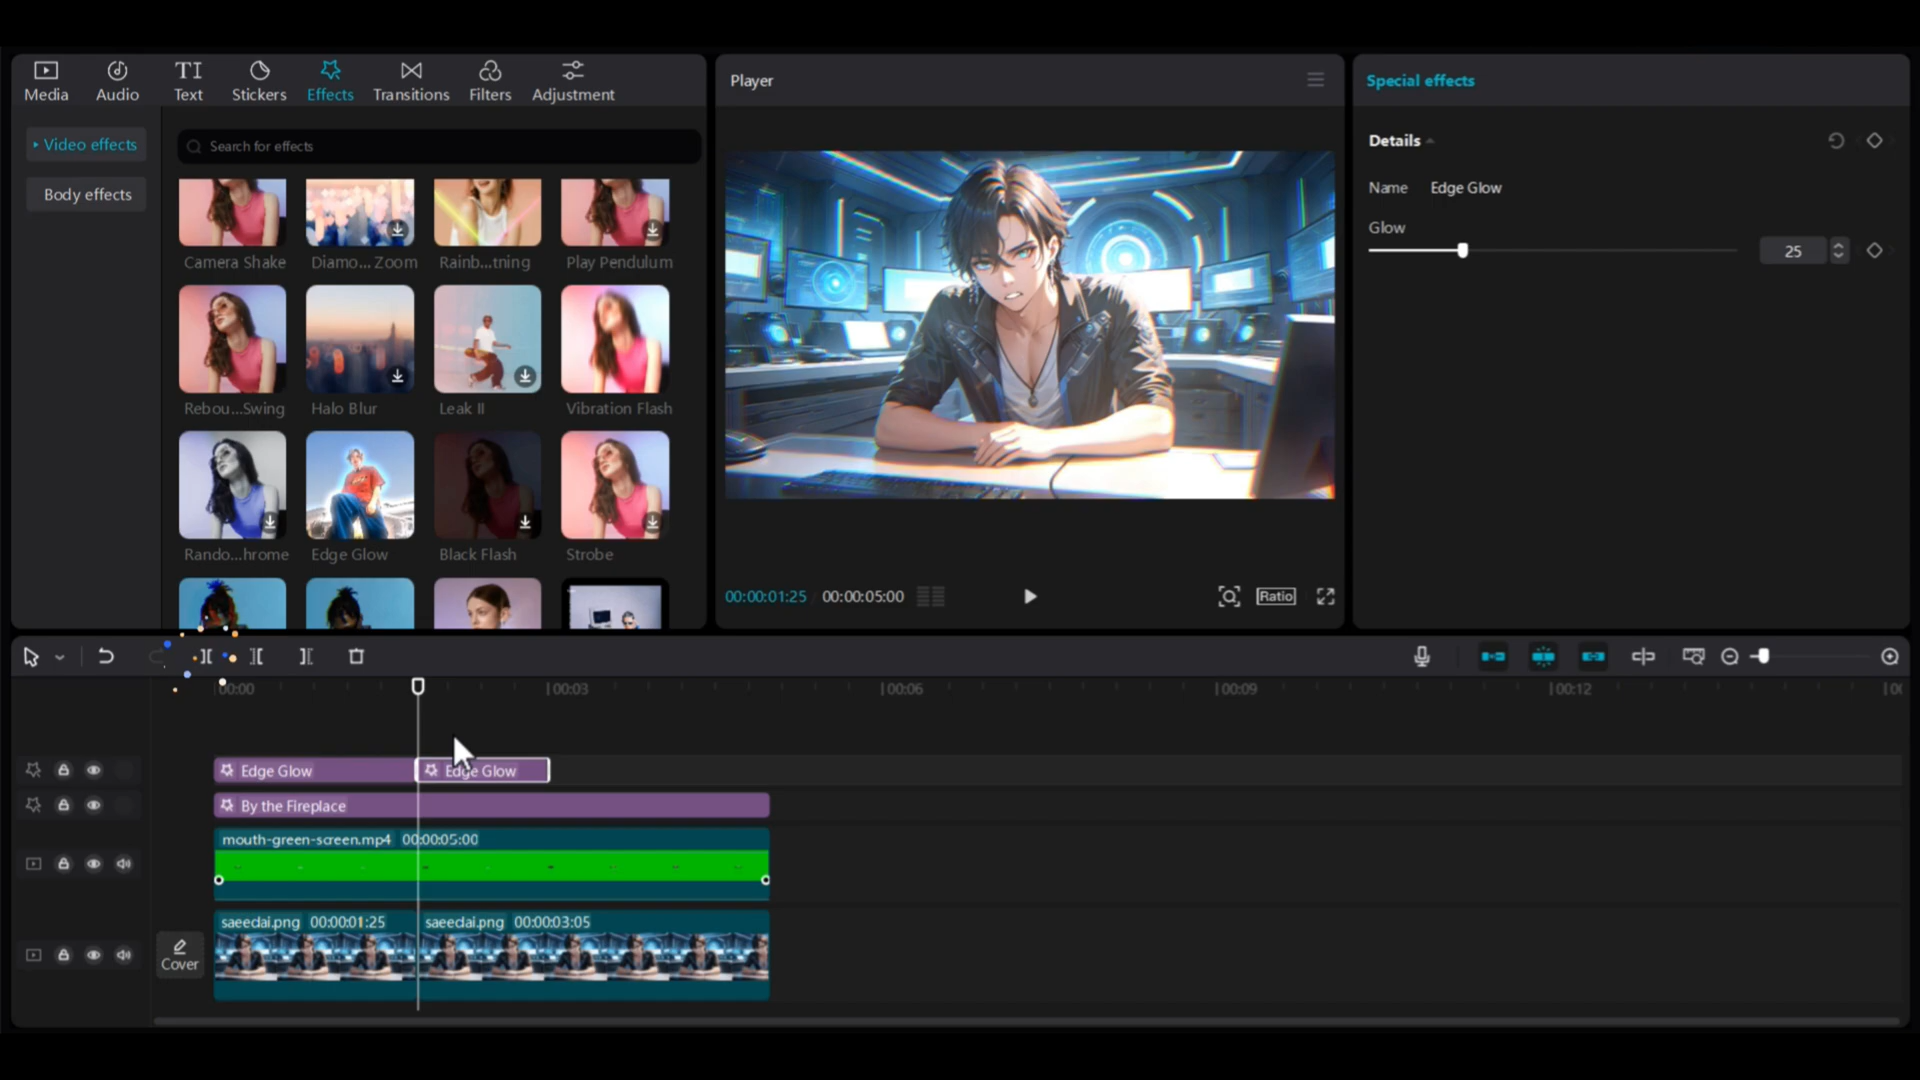 Media Audio Text Stickers Effects Transitions Filters Adjustment
Video effects
Body effects
Search for effects
Camera Shake Diamo... Zoom Rainb...tning Play Pendulum
Rebou...Swing Halo Blur Leak II Vibration Flash
Rando...hrome Edge Glow Black Flash Strobe
Player
00:00:01:25 00:00:05:00
Ratio
Special effects
Details
Name Edge Glow
Glow
25
00:00 00:03 00:06 00:09 00:12
Edge Glow Edge Glow
By the Fireplace
mouth-green-screen.mp4 00:00:05:00
saeedai.png 00:00:01:25 saeedai.png 00:00:03:05
Cover